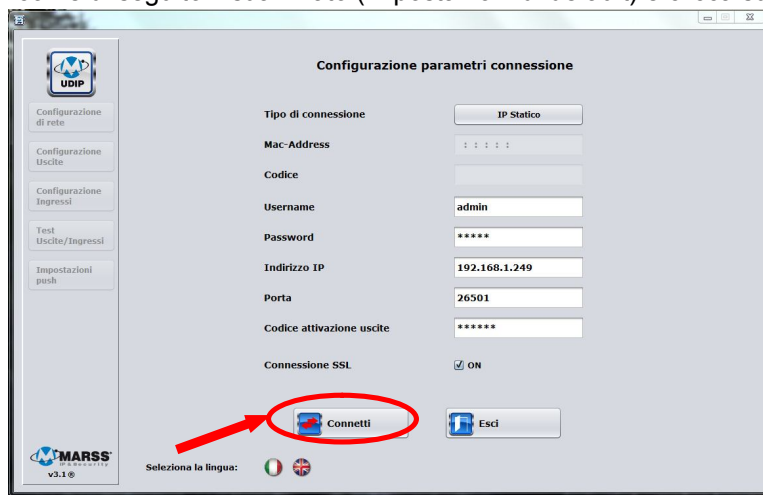 Configurazione parametri connessione
UDIP
Configurazione
di rete
Configurazione
Uscite
Configurazione
Ingressi
Test
Uscite/Ingressi
Impostazioni
push
Tipo di connessione IP Statico
Mac-Address : : : : :
Codice
Username admin
Password *****
Indirizzo IP 192.168.1.249
Porta 26501
Codice attivazione uscite ******
Connessione SSL ON
Connetti Esci
MARSS
IP & Security
v3.1 ®
Seleziona la lingua: